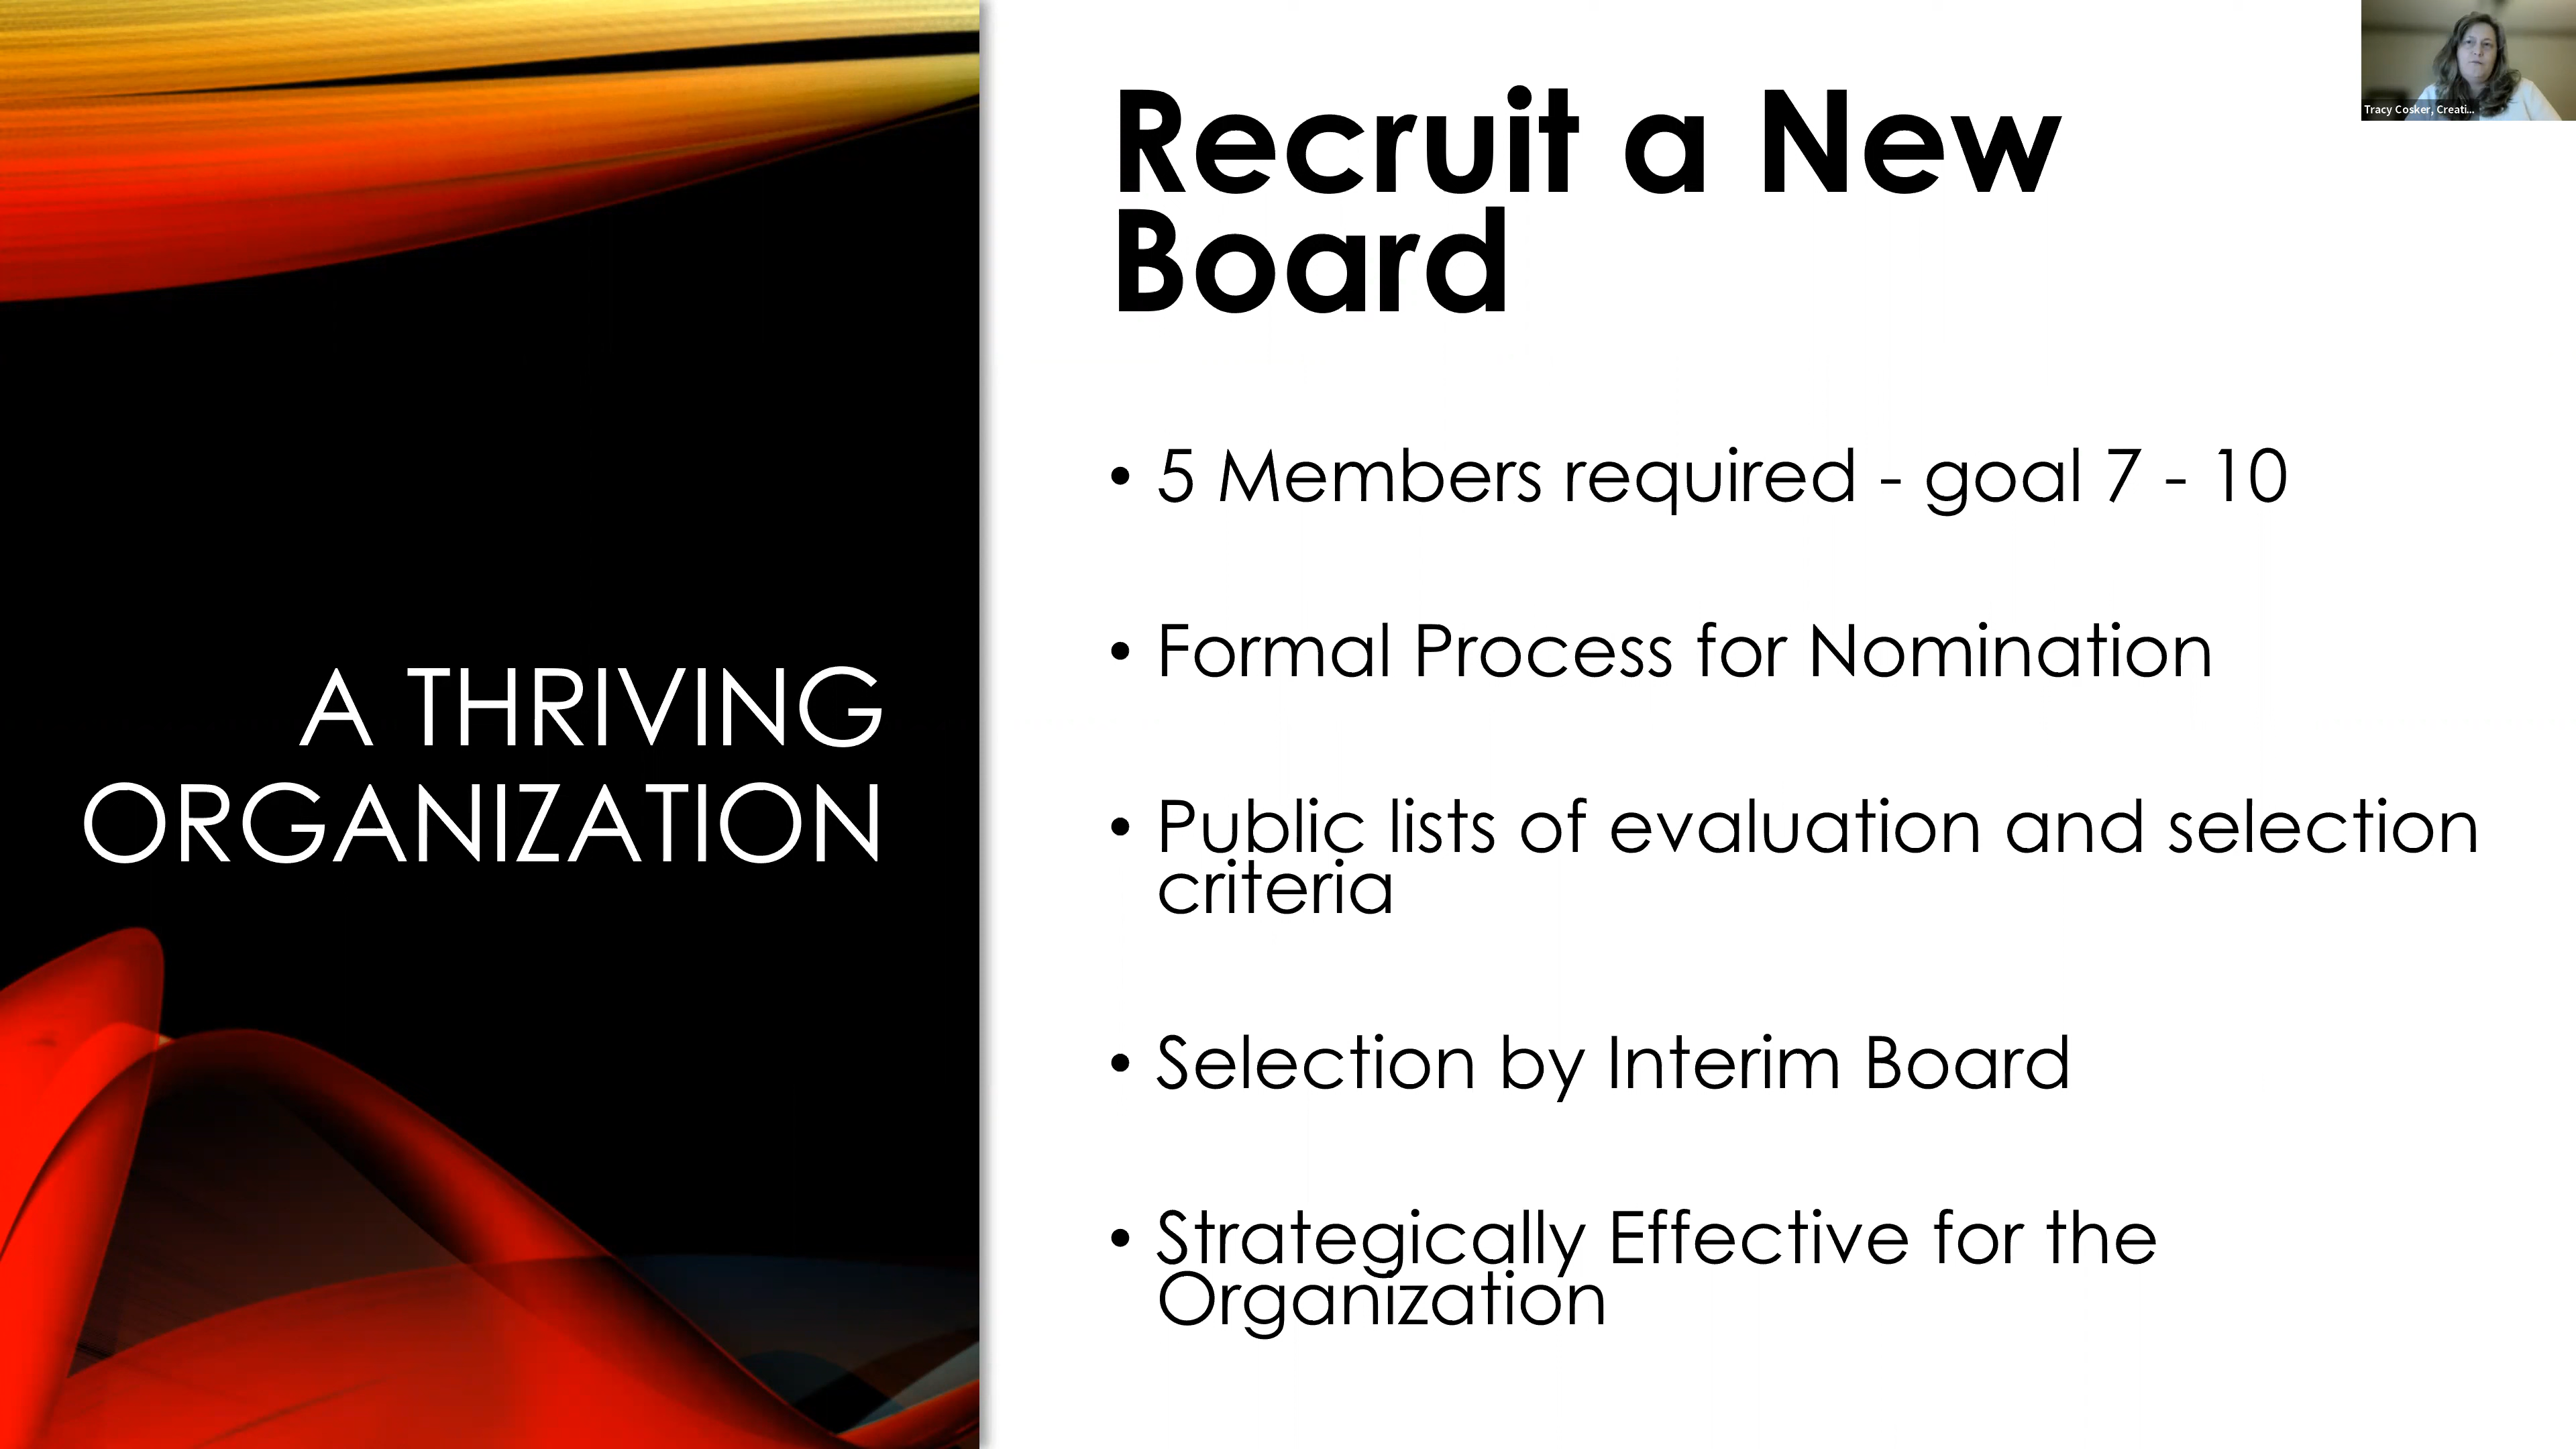 A THRIVING
ORGANIZATION
Recruit a New
Board
• 5 Members required - goal 7 - 10
• Formal Process for Nomination
• Public lists of evaluation and selection
criteria
• Selection by Interim Board
• Strategically Effective for the
Organization
Tracy Cosker, Creati...